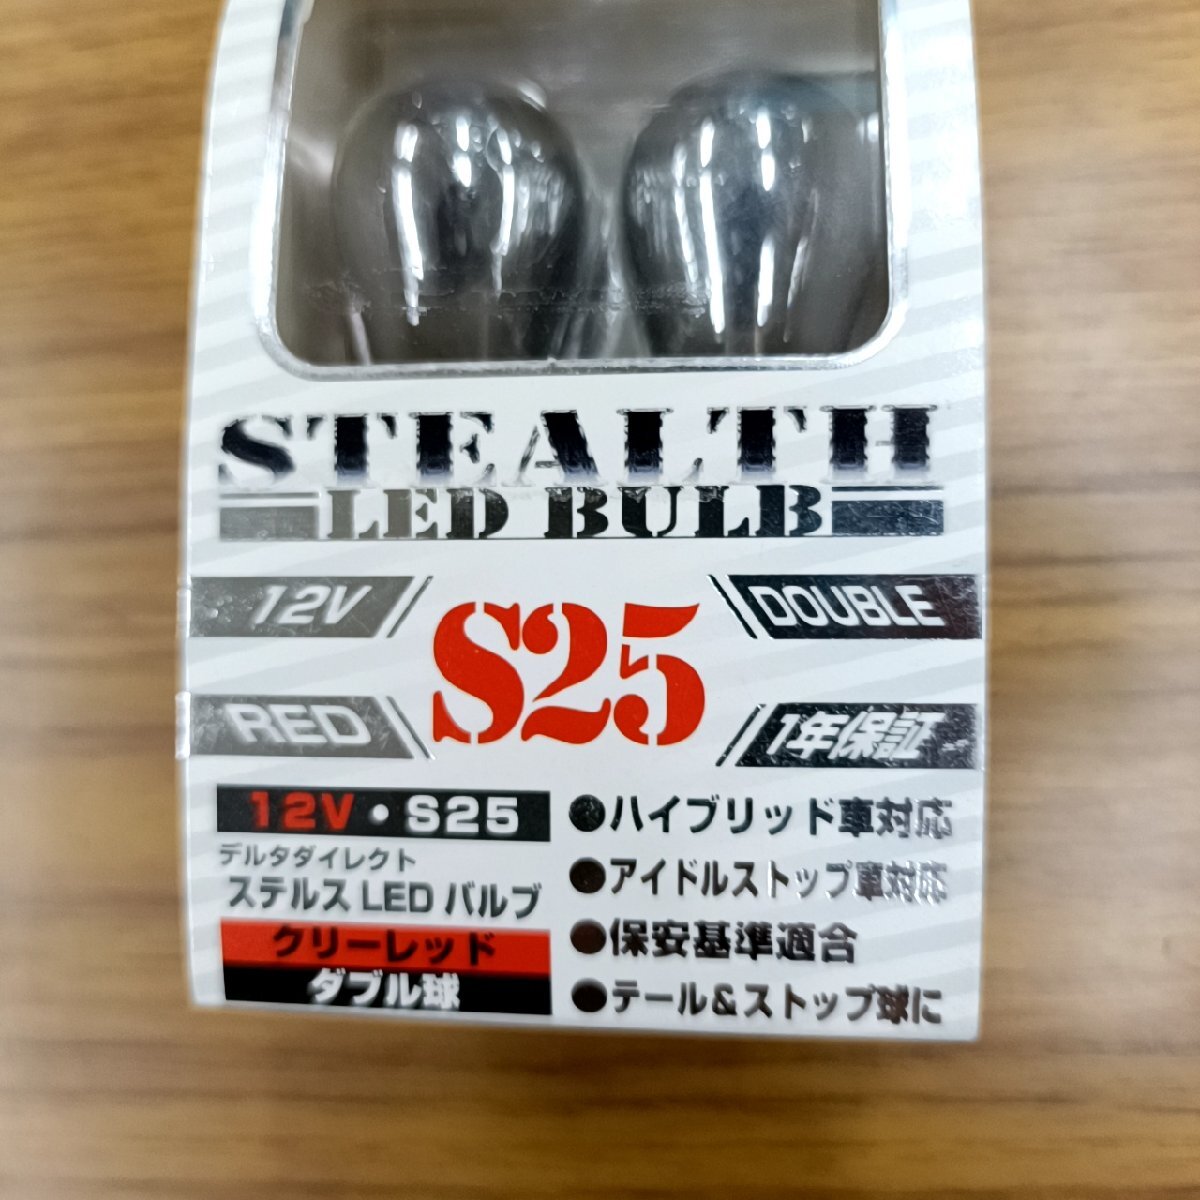 STEALTH
LED BULB
12V
S25
DOUBLE
RED
1年保証
12V・S25
デルタダイレクト
ステルス LED バルブ
クリーレッド
ダブル球
●ハイブリッド車対応
●アイドルストップ車対応
●保安基準適合
●テール&ストップ球に